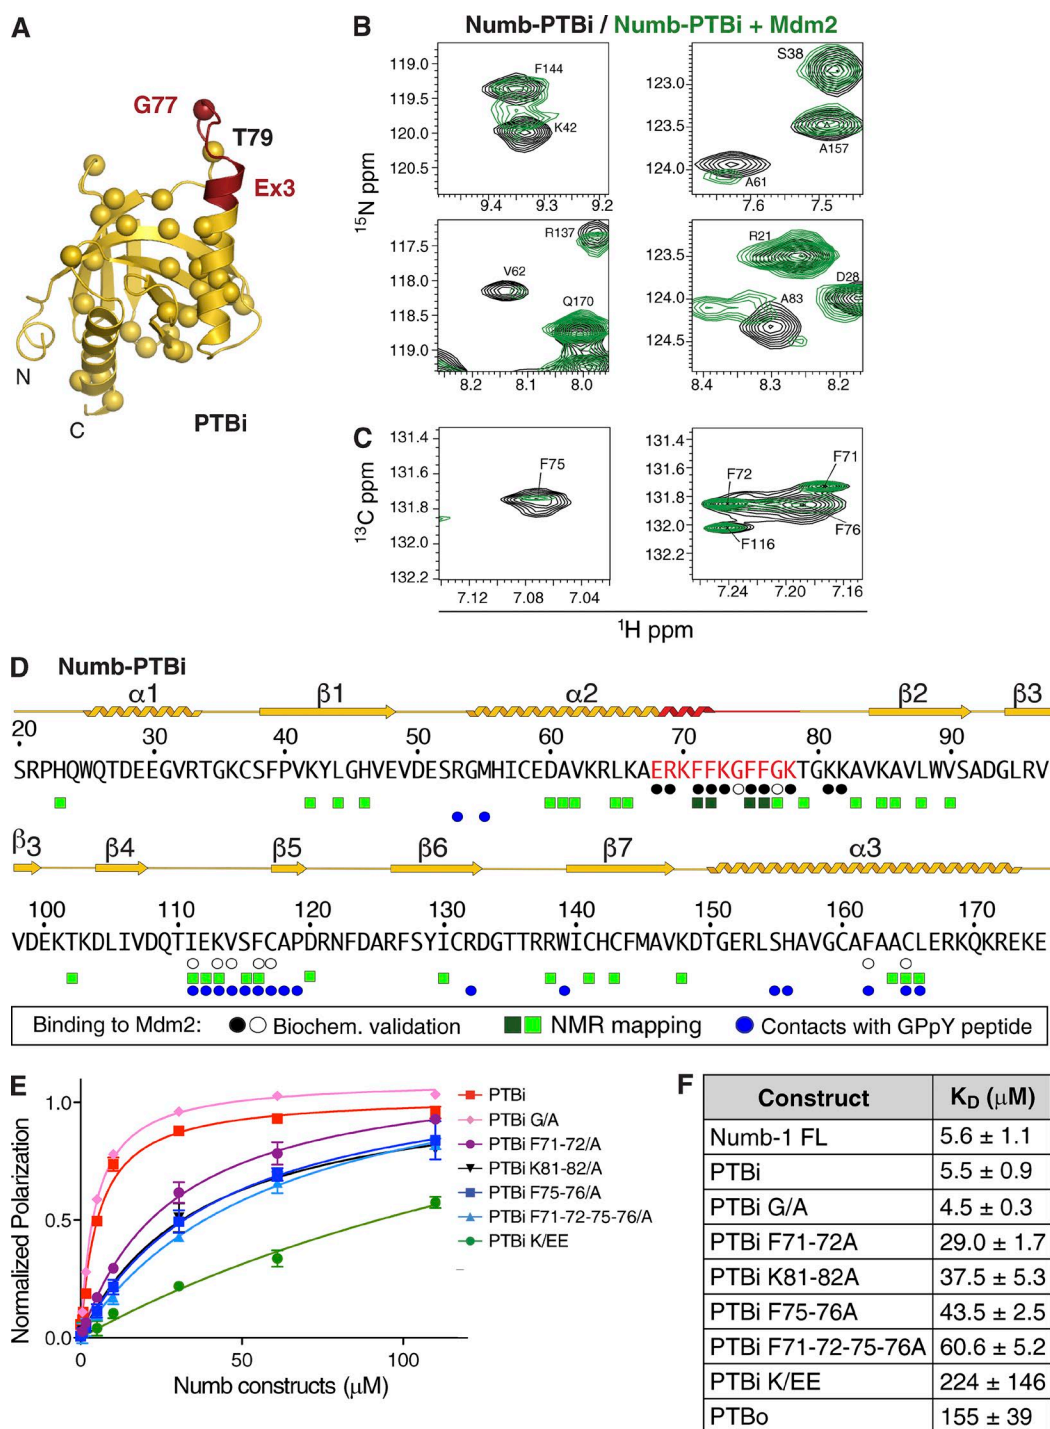 A
G77
T79
Ex3
N
C
PTBi
B
Numb-PTBi / Numb-PTBi + Mdm2
119.0
119.5
120.0
120.5
F144
K42
9.4 9.3 9.2
123.0
123.5
124.0
S38
A157
A61
7.6 7.5
15N ppm
117.5
118.0
118.5
119.0
R137
V62
Q170
8.2 8.1 8.0
123.5
124.0
124.5
R21
D28
A83
8.4 8.3 8.2
C
13C ppm
131.4
131.6
131.8
132.0
132.2
F75
7.12 7.08 7.04
131.4
131.6
131.8
132.0
132.2
F71
F72
F76
F116
7.24 7.20 7.16
1H ppm
D Numb-PTBi
α1 β1 α2 β2 β3
20 30 40 50 60 70 80 90
SRPHQWQTDEEGVRTGKCSFPVKYLGHVEVDESRGMHICEDAVKRLKAERKFFKGFFGKTGKKAVKAVLWVSADGLRV
β3 β4 β5 β6 β7 α3
100 110 120 130 140 150 160 170
VDEKTKDLIVDQTIEKVSFCAPDRNFDARFSYICRDGTTRRWICHCFMAVKDTGERLSHAVGCAFAACLERKQKREKE
Binding to Mdm2: Biochem. validation NMR mapping Contacts with GPpY peptide
E
Normalized Polarization
1.0
0.5
0.0
0 50 100
Numb constructs (μM)
PTBi
PTBi G/A
PTBi F71-72/A
PTBi K81-82/A
PTBi F75-76/A
PTBi F71-72-75-76/A
PTBi K/EE
F
Construct KD (μM)
Numb-1 FL 5.6 ± 1.1
PTBi 5.5 ± 0.9
PTBi G/A 4.5 ± 0.3
PTBi F71-72A 29.0 ± 1.7
PTBi K81-82A 37.5 ± 5.3
PTBi F75-76A 43.5 ± 2.5
PTBi F71-72-75-76A 60.6 ± 5.2
PTBi K/EE 224 ± 146
PTBo 155 ± 39